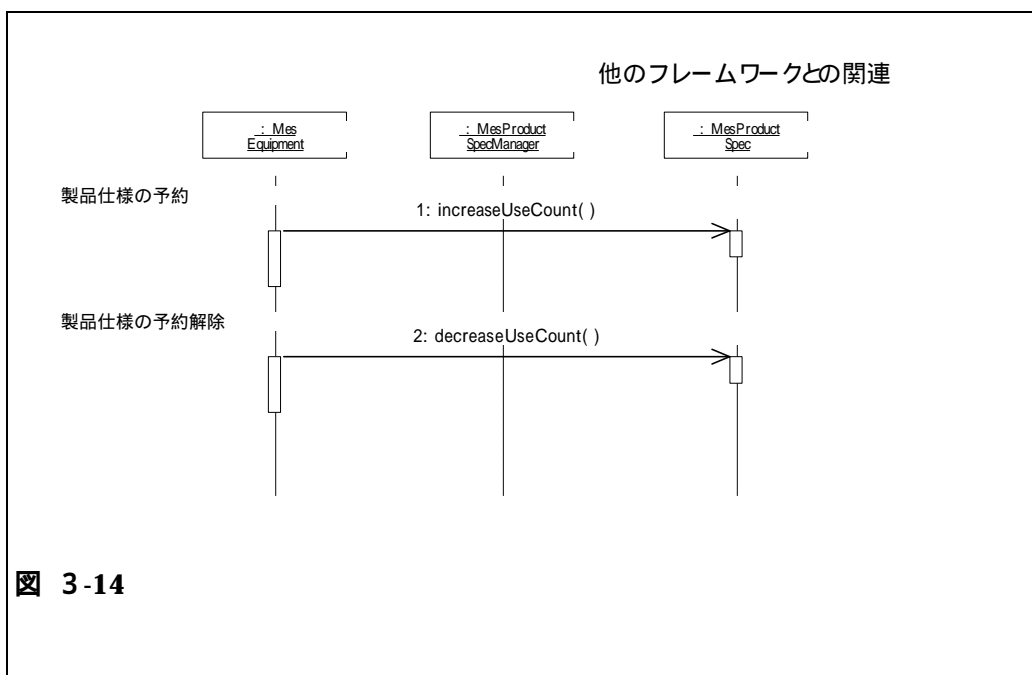 他のフレームワークとの関連
: Mes
Equipment
: MesProduct
SpecManager
: MesProduct
Spec
製品仕様の予約
1: increaseUseCount( )
製品仕様の予約解除
2: decreaseUseCount( )
図 3-14